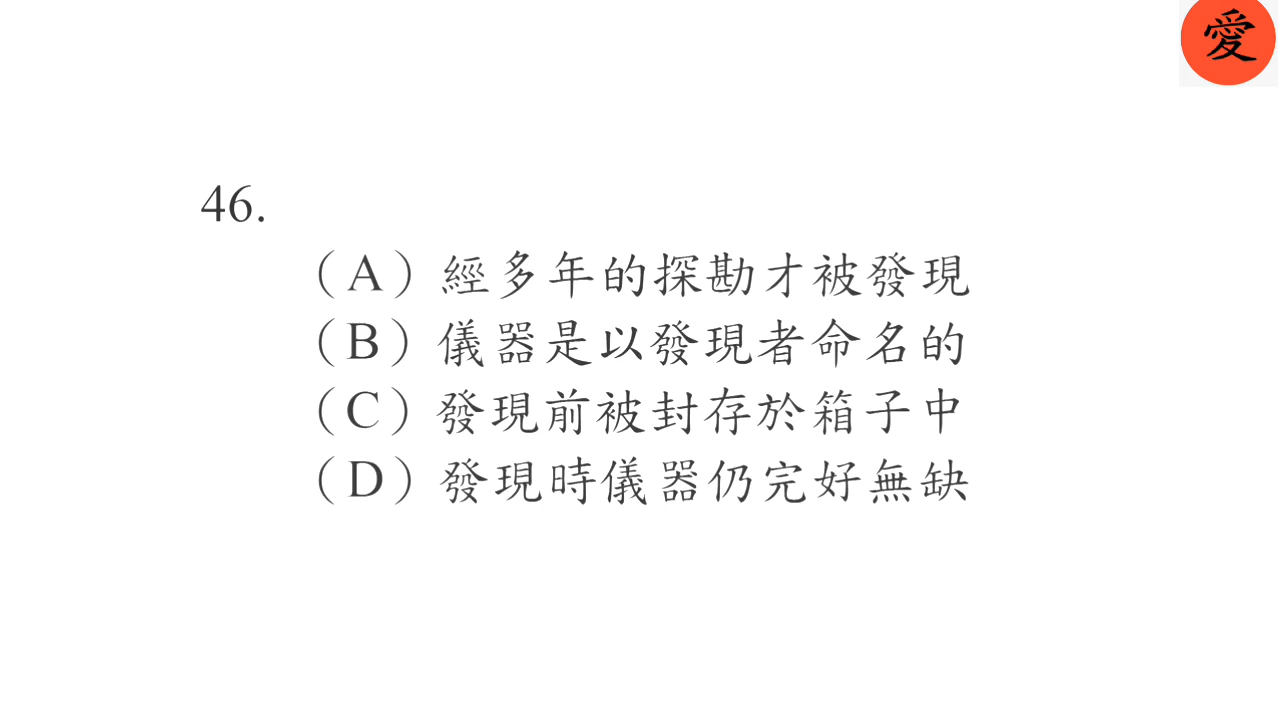 愛
46.
（A）經多年的探勘才被發現
（B）儀器是以發現者命名的
（C）發現前被封存於箱子中
（D）發現時儀器仍完好無缺